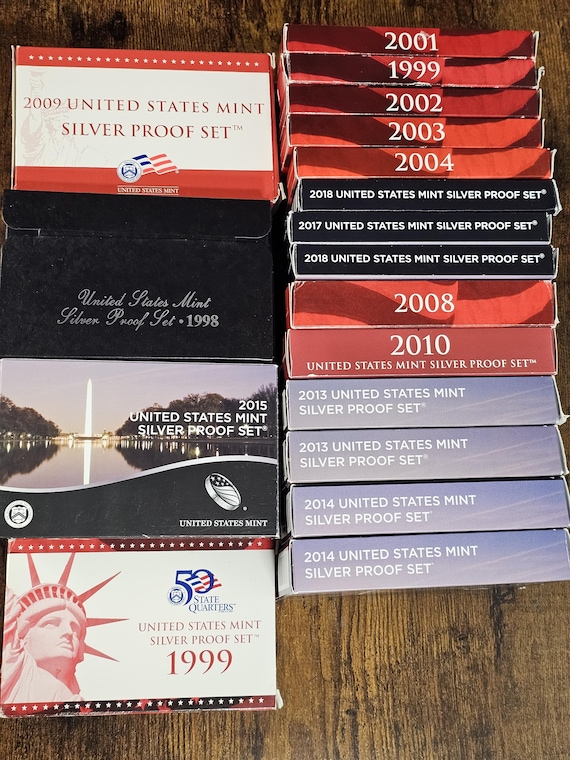 2009 UNITED STATES MINT
SILVER PROOF SET™
UNITED STATES MINT
United States Mint
Silver Proof Set • 1998
2015
UNITED STATES MINT
SILVER PROOF SET®
UNITED STATES MINT
50
STATE
QUARTERS™
UNITED STATES MINT
SILVER PROOF SET™
1999
2001
1999
2002
2003
2004
2018 UNITED STATES MINT SILVER PROOF SET®
2017 UNITED STATES MINT SILVER PROOF SET®
2018 UNITED STATES MINT SILVER PROOF SET®
2008
2010
UNITED STATES MINT SILVER PROOF SET™
2013 UNITED STATES MINT
SILVER PROOF SET®
2013 UNITED STATES MINT
SILVER PROOF SET®
2014 UNITED STATES MINT
SILVER PROOF SET
2014 UNITED STATES MINT
SILVER PROOF SET